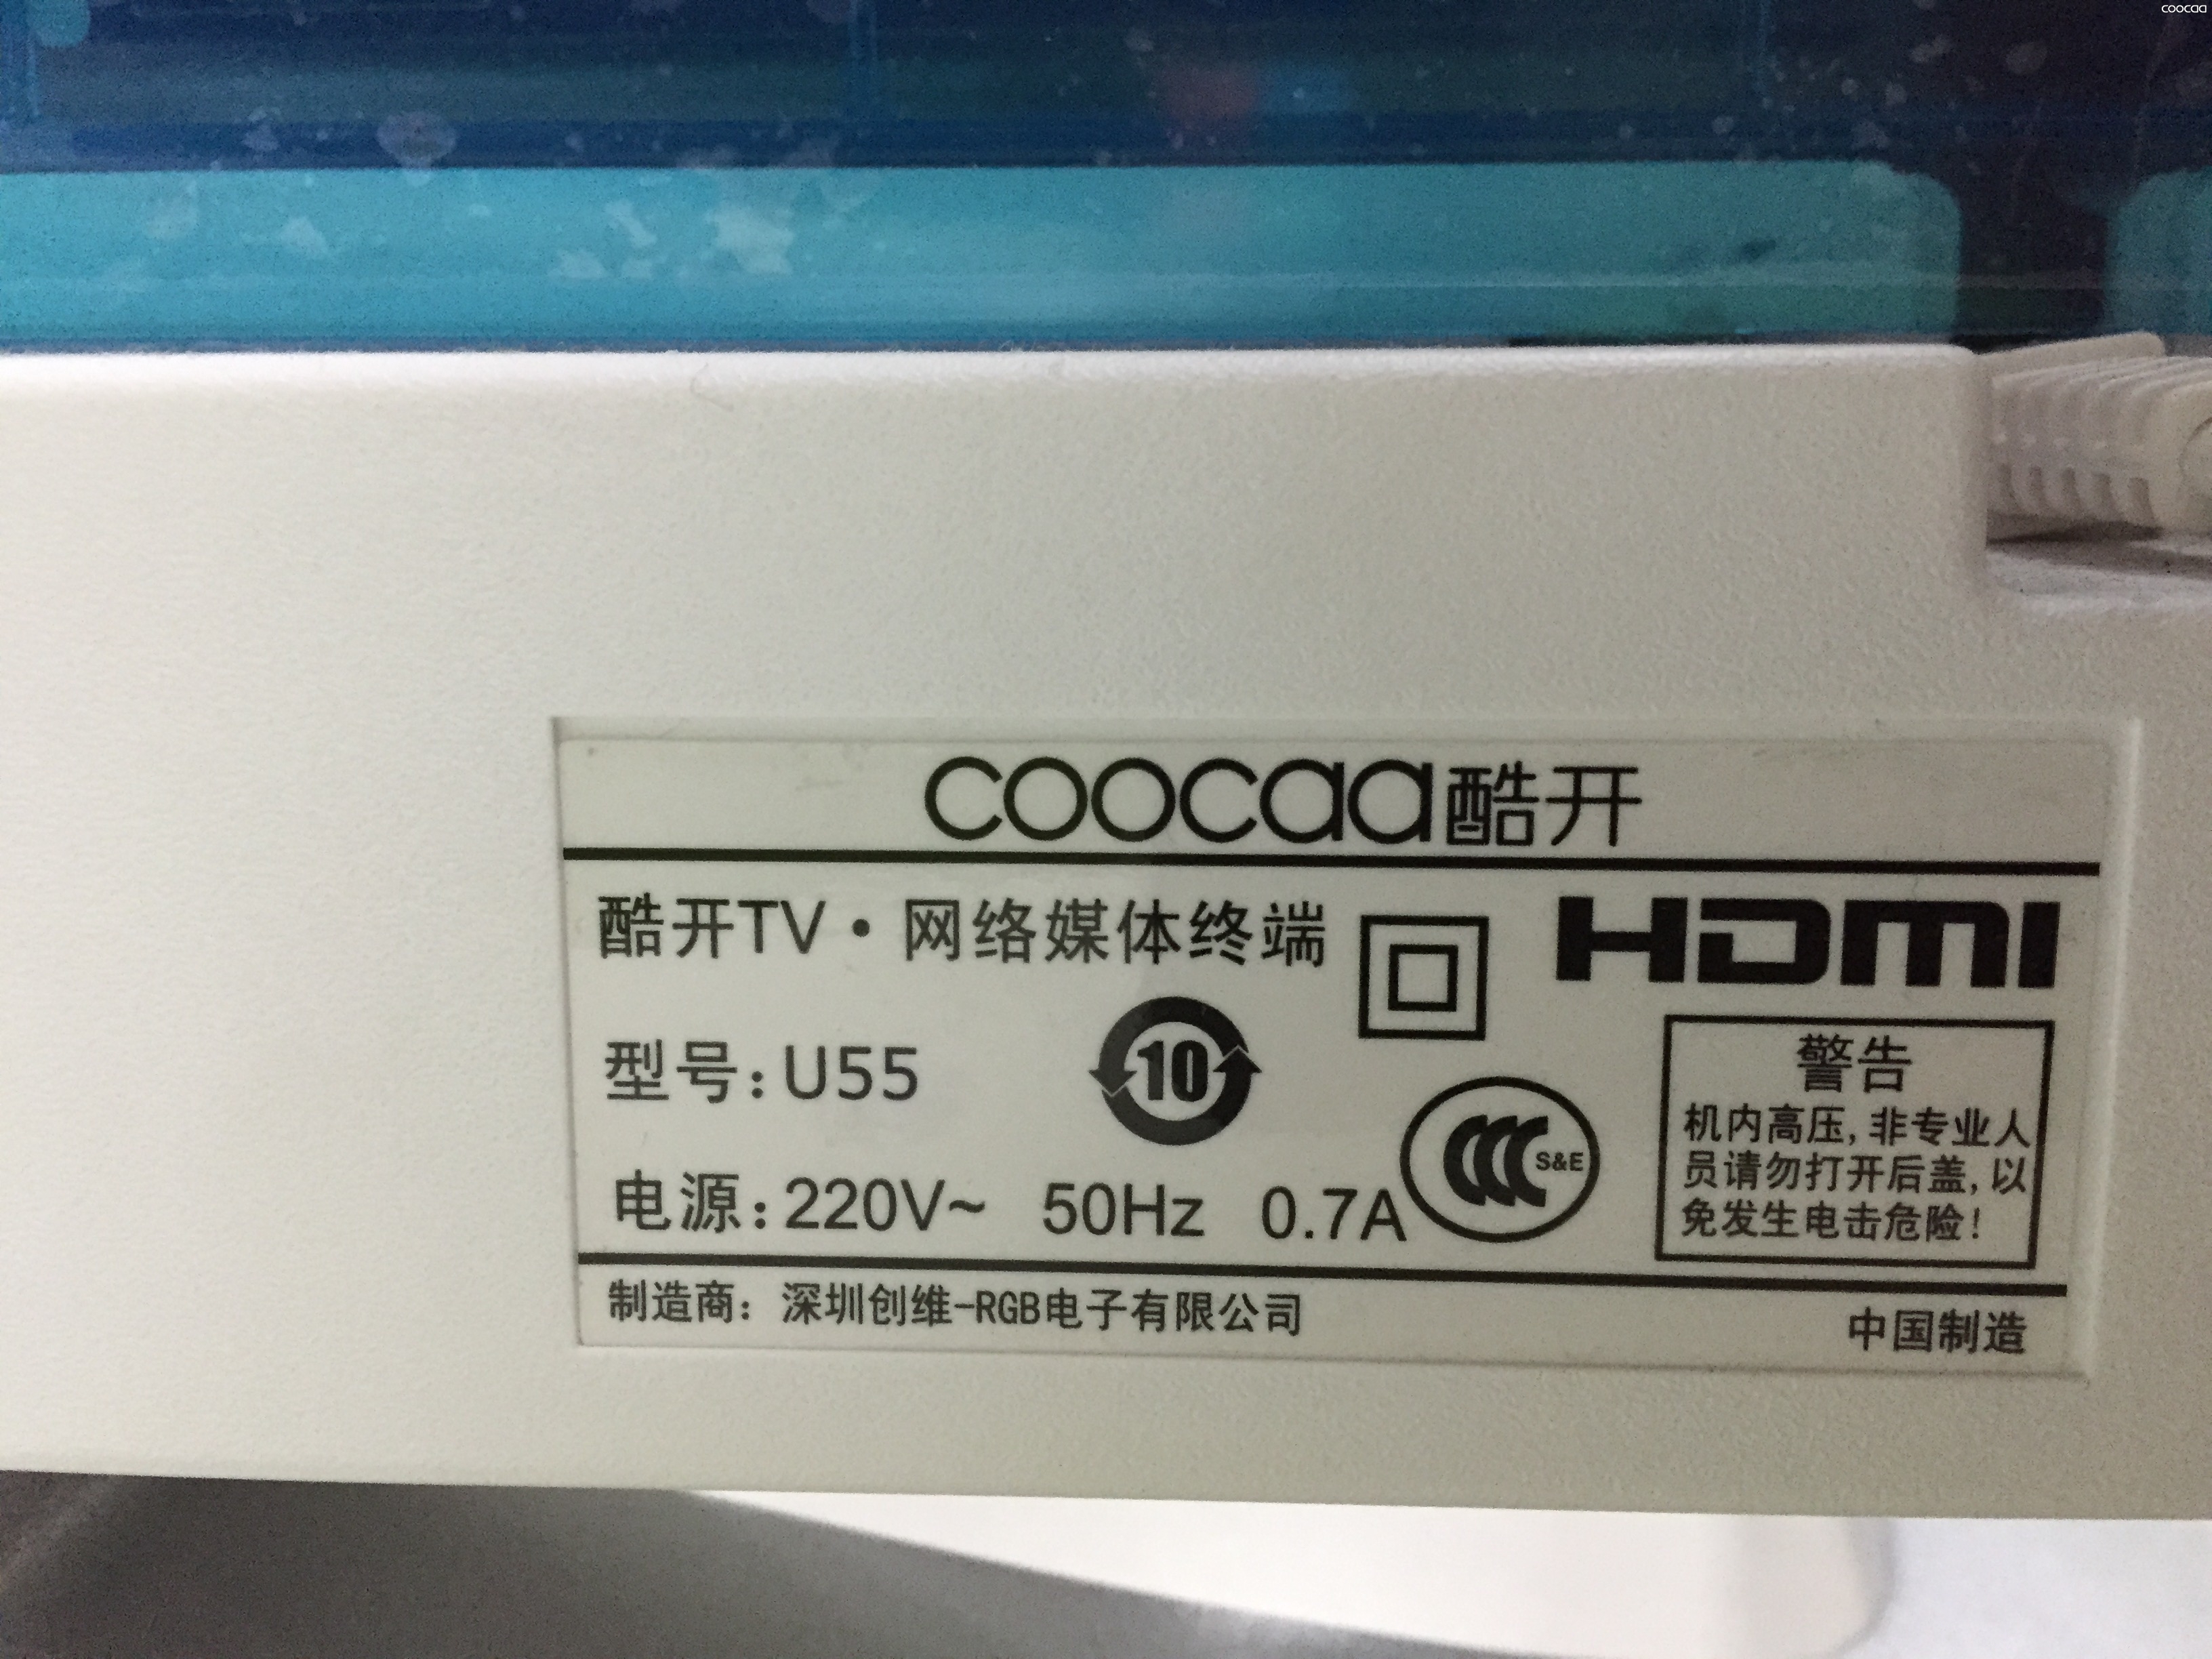 coocaa
coocaa酷开
酷开TV·网络媒体终端
HDMI
型号:U55
10
电源:220V~ 50Hz 0.7A
CCC S&E
警告
机内高压,非专业人
员请勿打开后盖,以
免发生电击危险!
制造商: 深圳创维-RGB电子有限公司
中国制造